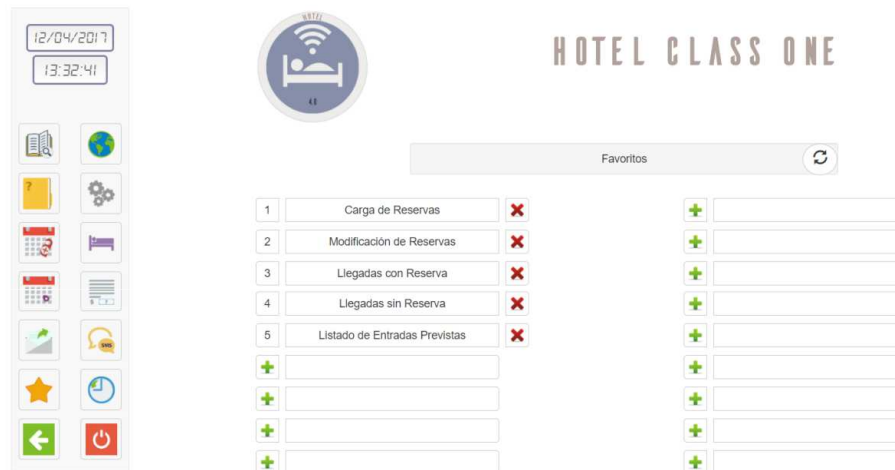 12/04/2017
13:32:41
HOTEL
HOTEL CLASS ONE
Favoritos
1 Carga de Reservas
2 Modificación de Reservas
3 Llegadas con Reserva
4 Llegadas sin Reserva
5 Listado de Entradas Previstas
?
SMS